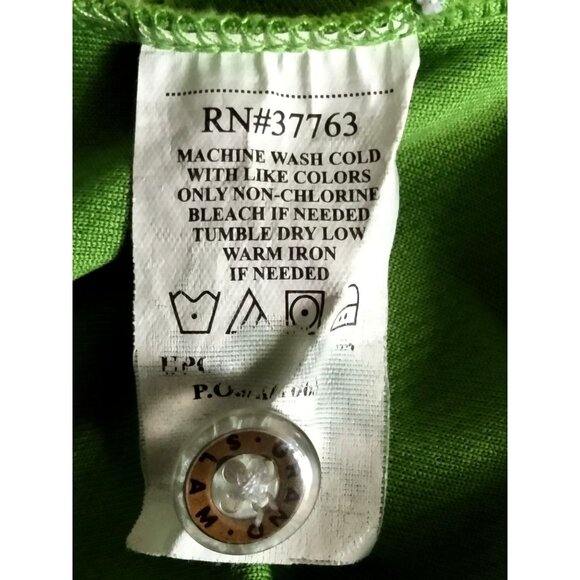 RN#37763
MACHINE WASH COLD
WITH LIKE COLORS
ONLY NON-CHLORINE
BLEACH IF NEEDED
TUMBLE DRY LOW
WARM IRON
IF NEEDED
P.O.
GRAND · SLAM ·